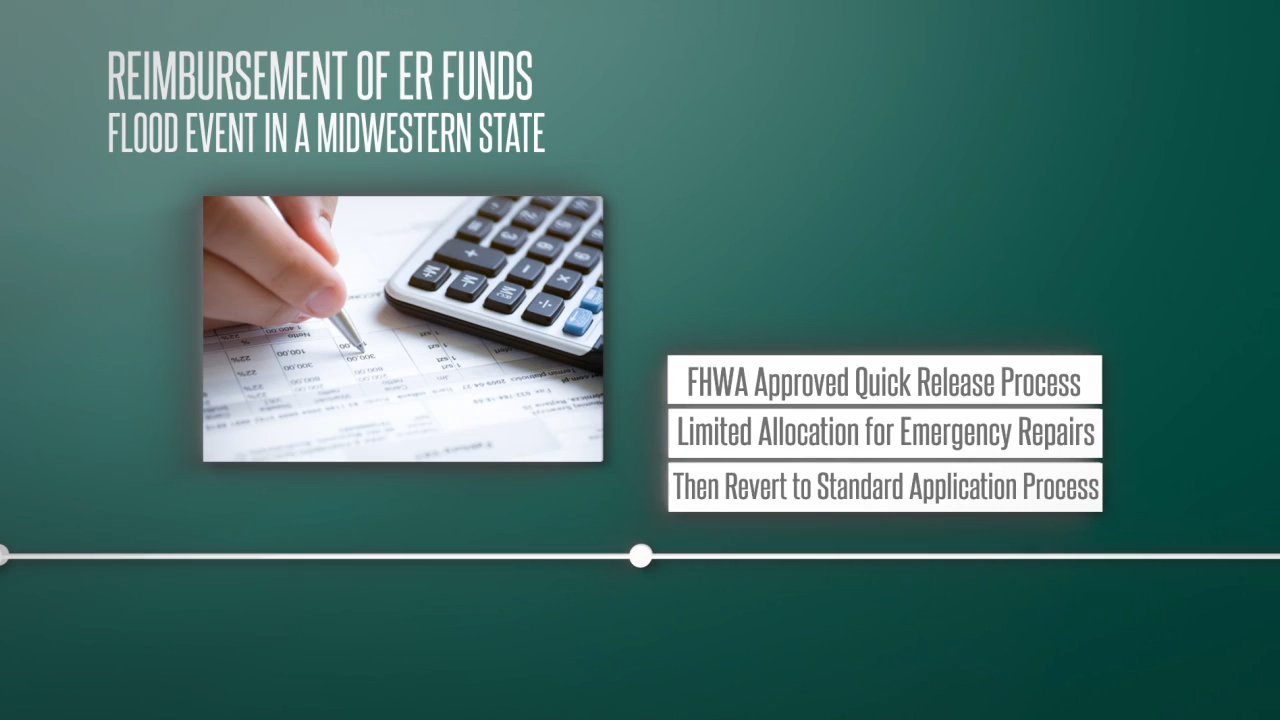 REIMBURSEMENT OF ER FUNDS
FLOOD EVENT IN A MIDWESTERN STATE
FHWA Approved Quick Release Process
Limited Allocation for Emergency Repairs
Then Revert to Standard Application Process